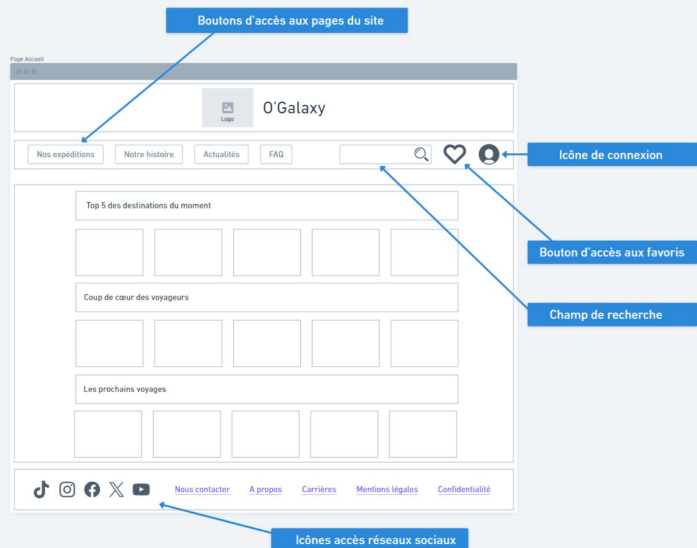 Boutons d'accès aux pages du site
Page Accueil
Logo
O'Galaxy
Nos expéditions
Notre histoire
Actualités
FAQ
Icône de connexion
Top 5 des destinations du moment
Bouton d'accès aux favoris
Coup de cœur des voyageurs
Champ de recherche
Les prochains voyages
Nous contacter
A propos
Carrières
Mentions légales
Confidentialité
Icônes accès réseaux sociaux